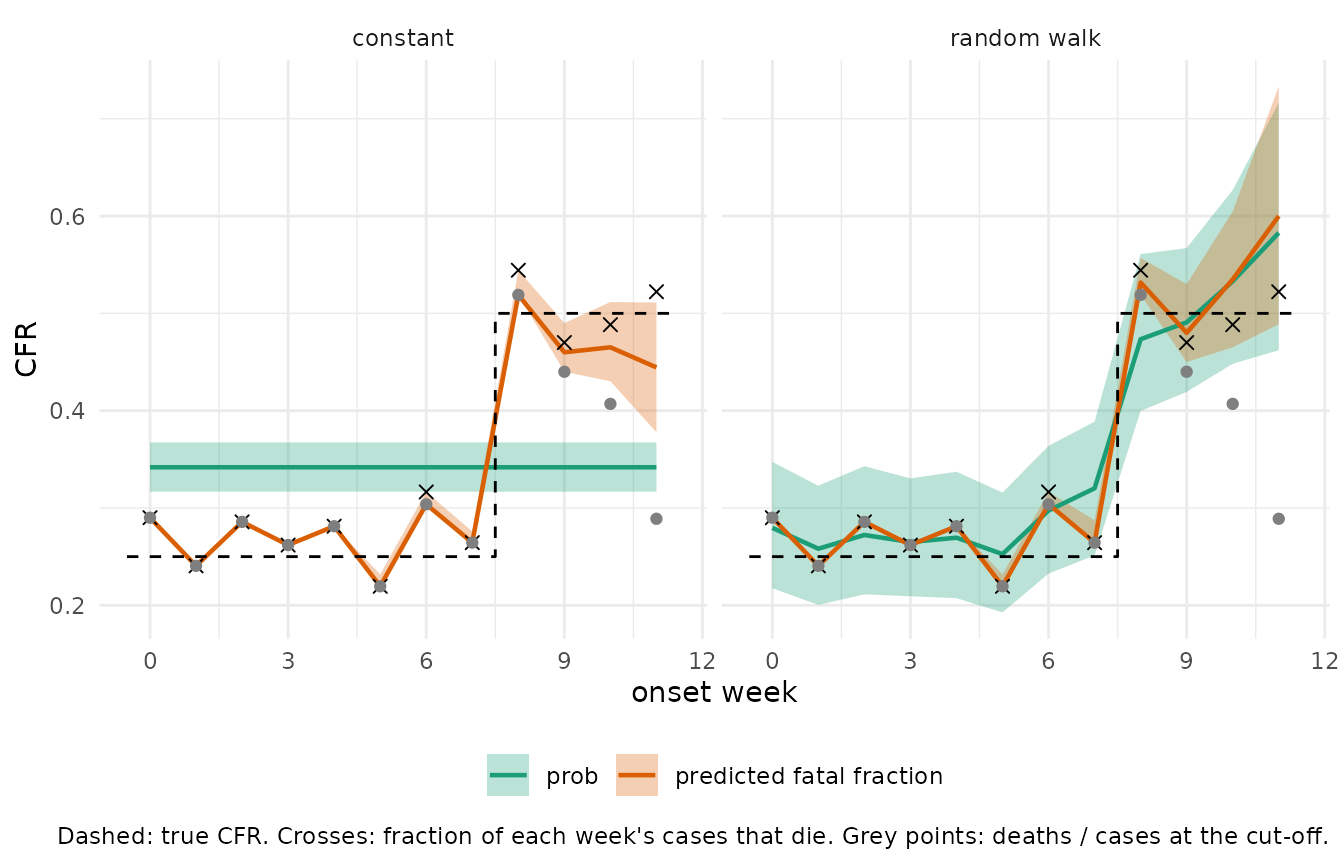 constant random walk
CFR
0.6
0.4
0.2
0 3 6 9 12 0 3 6 9 12
onset week
prob predicted fatal fraction
Dashed: true CFR. Crosses: fraction of each week's cases that die. Grey points: deaths / cases at the cut-off.